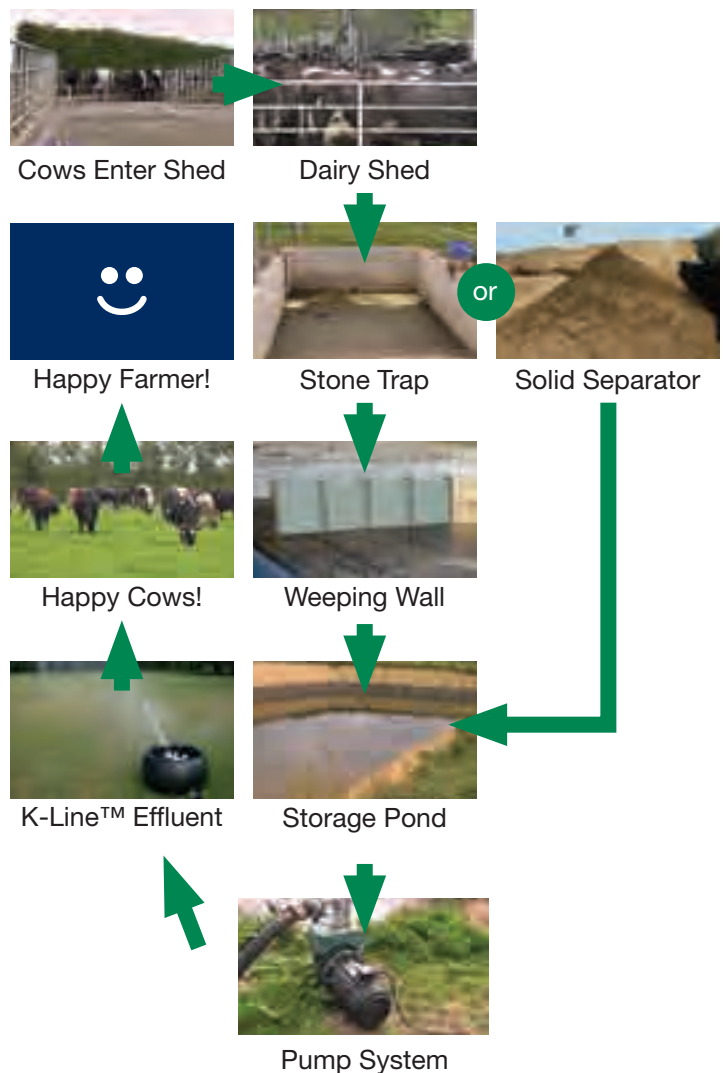 Cows Enter Shed
Dairy Shed
or
Happy Farmer!
Stone Trap
Solid Separator
Happy Cows!
Weeping Wall
K-Line™ Effluent
Storage Pond
Pump System